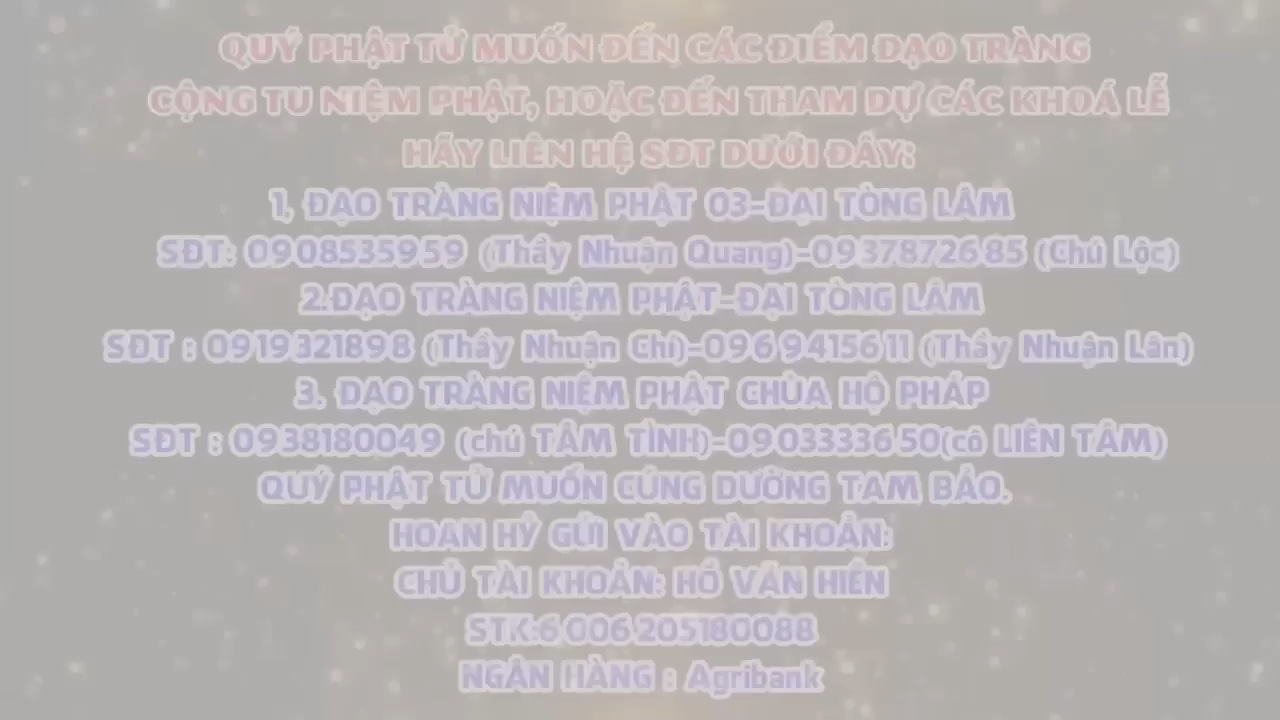 QUÝ PHẬT TỬ MUỐN ĐẾN CÁC ĐIỂM ĐẠO TRÀNG
CỘNG TU NIỆM PHẬT, HOẶC ĐẾN THAM DỰ CÁC KHOÁ LỄ
HÃY LIÊN HỆ SĐT DƯỚI ĐÂY:
1, ĐẠO TRÀNG NIỆM PHẬT 03-ĐẠI TÒNG LÂM
SĐT: 0908535959 (Thầy Nhuận Quang)-0937872685 (Chú Lộc)
2.ĐẠO TRÀNG NIỆM PHẬT-ĐẠI TÒNG LÂM
SĐT : 0919321898 (Thầy Nhuận Chí)-0969415611 (Thầy Nhuận Lân)
3. ĐẠO TRÀNG NIỆM PHẬT CHÙA HỘ PHÁP
SĐT : 0938180049 (chú TÂM TỊNH)-0903333650(cô LIÊN TÂM)
QUÝ PHẬT TỬ MUỐN CÚNG DƯỜNG TAM BẢO.
HOAN HỶ GỬI VÀO TÀI KHOẢN:
CHỦ TÀI KHOẢN: HỒ VĂN HIỀN
STK:6 006 205180088
NGÂN HÀNG : Agribank